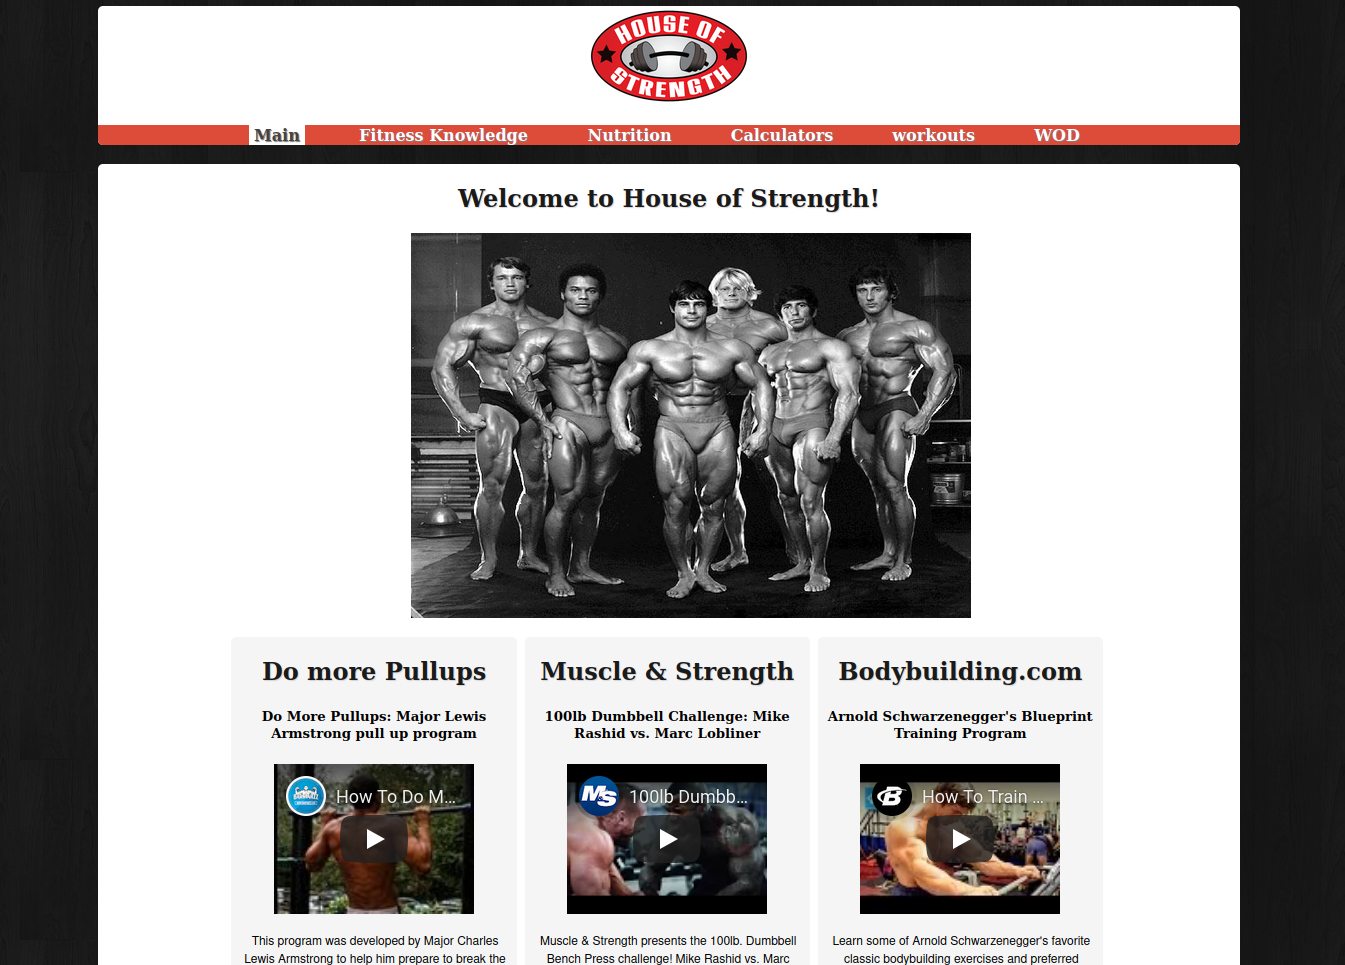 HOUSE OF
STRENGTH
Main Fitness Knowledge Nutrition Calculators workouts WOD
Welcome to House of Strength!
Do more Pullups
Do More Pullups: Major Lewis
Armstrong pull up program
How To Do M...
This program was developed by Major Charles
Lewis Armstrong to help him prepare to break the
Muscle & Strength
100lb Dumbbell Challenge: Mike
Rashid vs. Marc Lobliner
M&S
100lb Dumbb...
Muscle & Strength presents the 100lb. Dumbbell
Bench Press challenge! Mike Rashid vs. Marc
Bodybuilding.com
Arnold Schwarzenegger's Blueprint
Training Program
B
How To Train ...
Learn some of Arnold Schwarzenegger's favorite
classic bodybuilding exercises and preferred